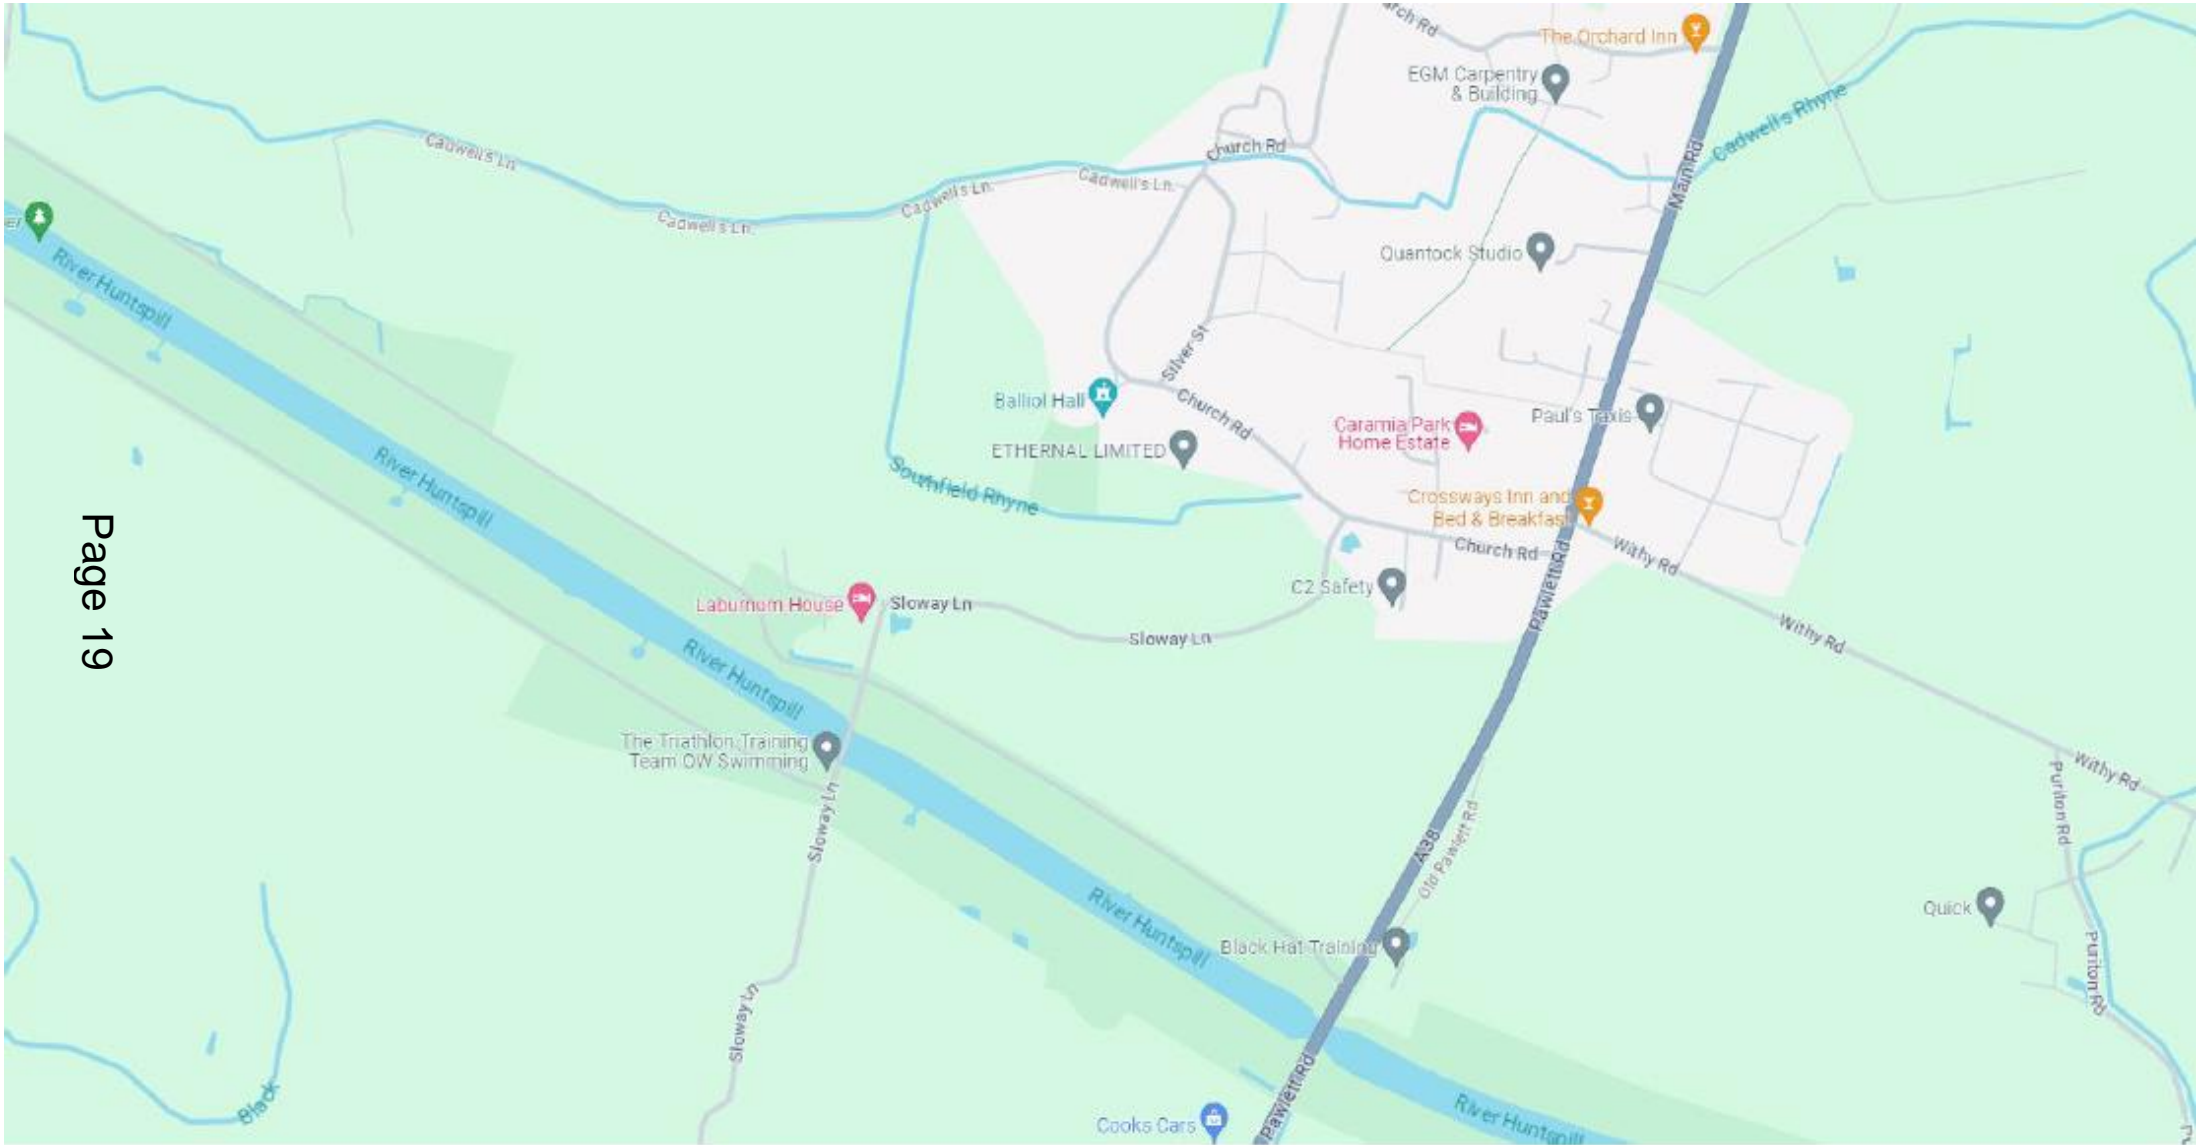 Church Rd
The Orchard Inn
EGM Carpentry
& Building
Cadwell's Rhyne
Main Rd
Church Rd
Cadwell's Ln
Cadwell's Ln.
Cadwell's Ln.
Cadwell's Ln.
River Huntspill
Quantock Studio
Silver St
Balliol Hall
Church Rd
Caramia Park
Home Estate
Paul's Taxis
ETHERNAL LIMITED
River Huntspill
Southfield Rhyne
Crossways Inn and
Bed & Breakfast
Church Rd
Withy Rd
Pawlett Rd
Page 19
C2 Safety
Laburnum House
Sloway Ln
Sloway Ln
Withy Rd
River Huntspill
The Triathlon Training
Team OW Swimming
Sloway Ln
Withy Rd
Puriton Rd
A38
Old Pawlett Rd
River Huntspill
Black Hat Training
Quick
Puriton Rd
Sloway Ln
Black
Pawlett Rd
Cooks Cars
River Huntspill